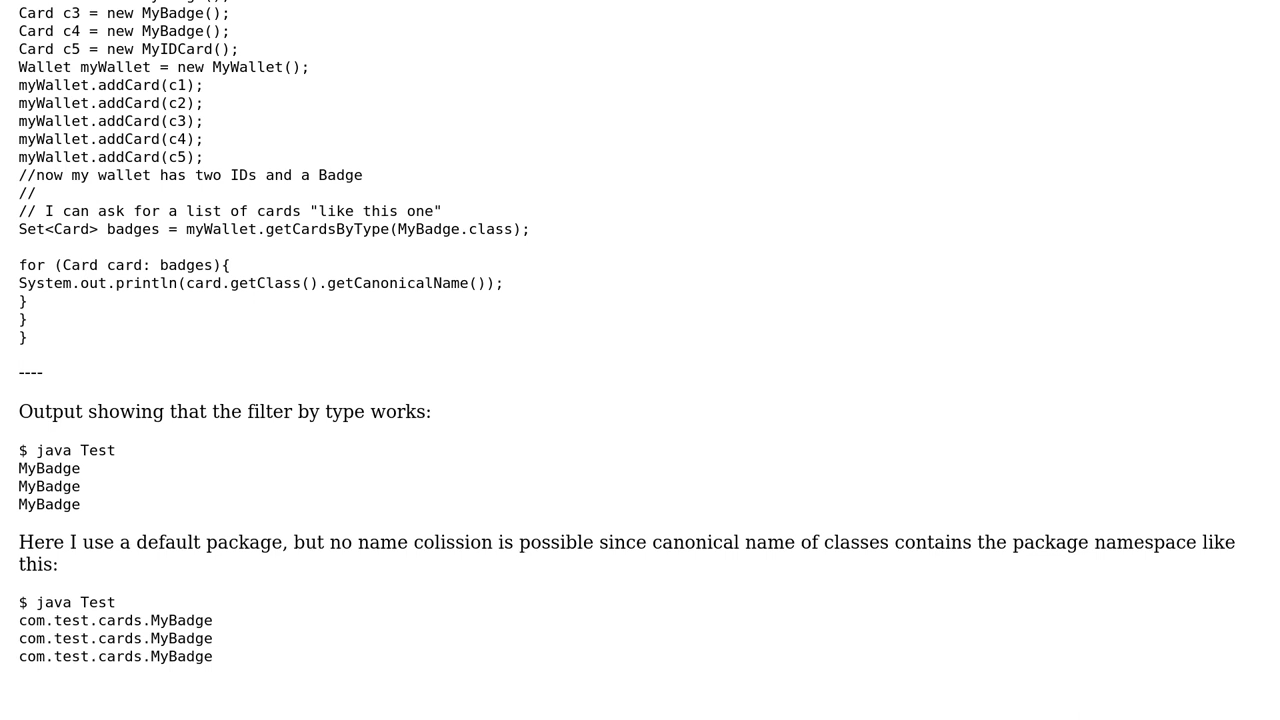 Card c3 = new MyBadge();
Card c4 = new MyBadge();
Card c5 = new MyIDCard();
Wallet myWallet = new MyWallet();
myWallet.addCard(c1);
myWallet.addCard(c2);
myWallet.addCard(c3);
myWallet.addCard(c4);
myWallet.addCard(c5);
//now my wallet has two IDs and a Badge
//
// I can ask for a list of cards "like this one"
Set<Card> badges = myWallet.getCardsByType(MyBadge.class);
for (Card card: badges){
System.out.println(card.getClass().getCanonicalName());
}
}
}
----
Output showing that the filter by type works:
$ java Test
MyBadge
MyBadge
MyBadge
Here I use a default package, but no name colission is possible since canonical name of classes contains the package namespace like
this:
$ java Test
com.test.cards.MyBadge
com.test.cards.MyBadge
com.test.cards.MyBadge